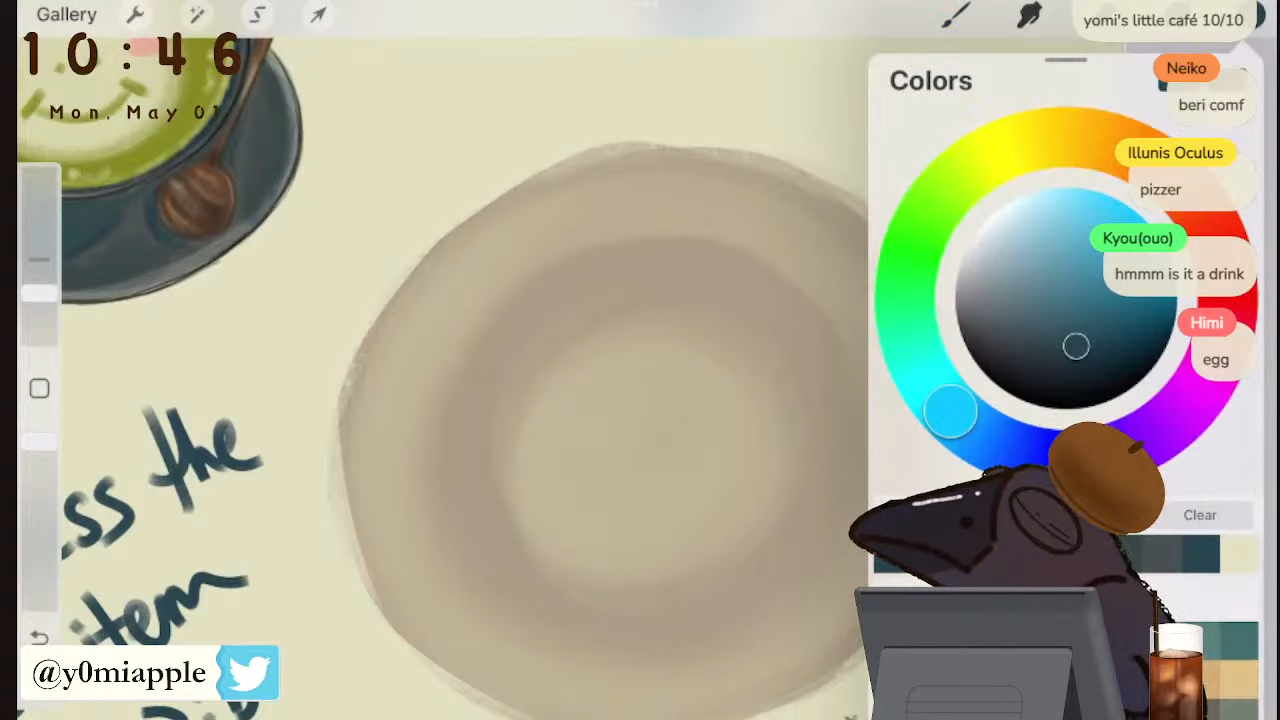 Gallery
yomi's little café 10/10
10:46
Mon, May 01
Colors
Neiko
beri comf
Illunis Oculus
pizzer
Kyou(ouo)
hmmm is it a drink
Himi
egg
ss the
item
Clear
@y0miapple